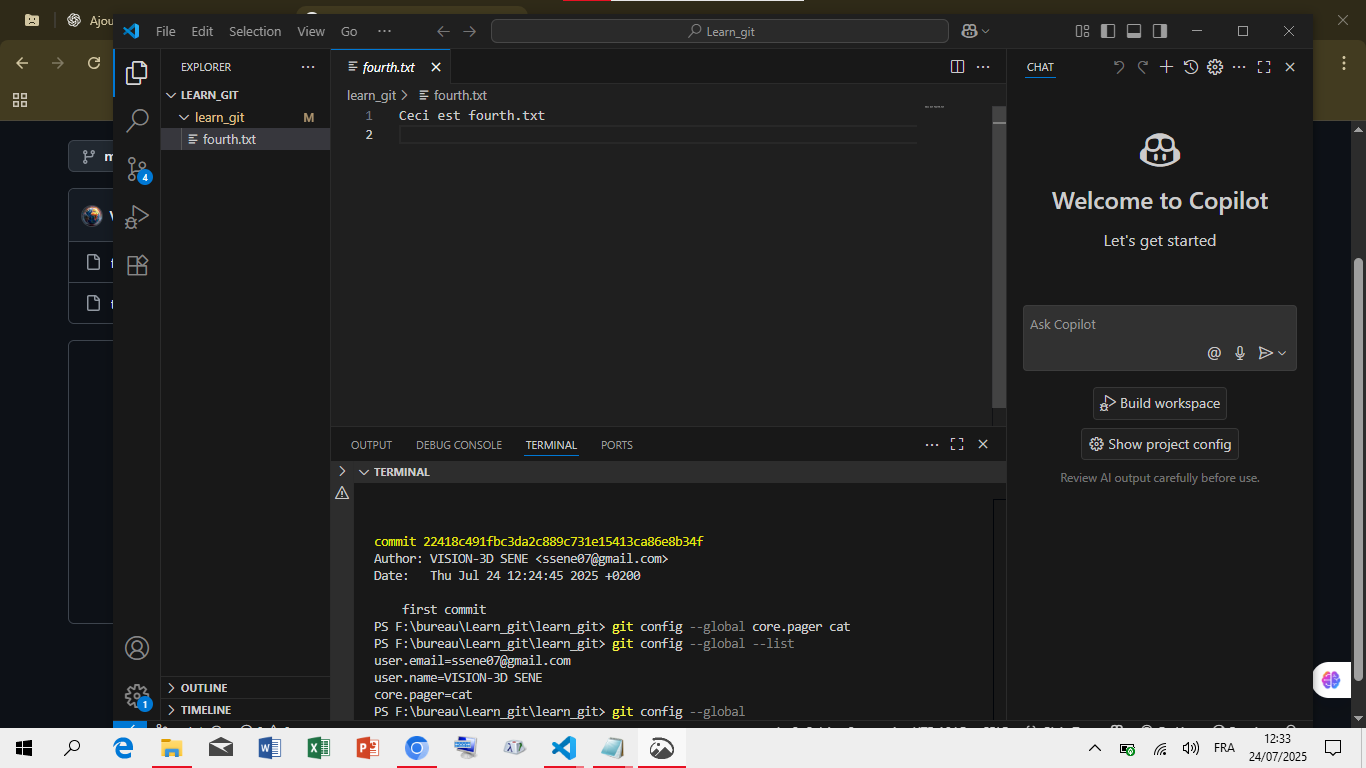 Ajou
File Edit Selection View Go ···
Learn_git
EXPLORER
LEARN_GIT
learn_git M
fourth.txt
4
1
OUTLINE
TIMELINE
fourth.txt
learn_git > fourth.txt
1 Ceci est fourth.txt
2
OUTPUT DEBUG CONSOLE TERMINAL PORTS
TERMINAL
commit 22418c491fbc3da2c889c731e15413ca86e8b34f
Author: VISION-3D SENE <ssene07@gmail.com>
Date: Thu Jul 24 12:24:45 2025 +0200
first commit
PS F:\bureau\Learn_git\learn_git> git config --global core.pager cat
PS F:\bureau\Learn_git\learn_git> git config --global --list
user.email=ssene07@gmail.com
user.name=VISION-3D SENE
core.pager=cat
PS F:\bureau\Learn_git\learn_git> git config --global
CHAT
Welcome to Copilot
Let's get started
Ask Copilot
Build workspace
Show project config
Review AI output carefully before use.
FRA
12:33
24/07/2025